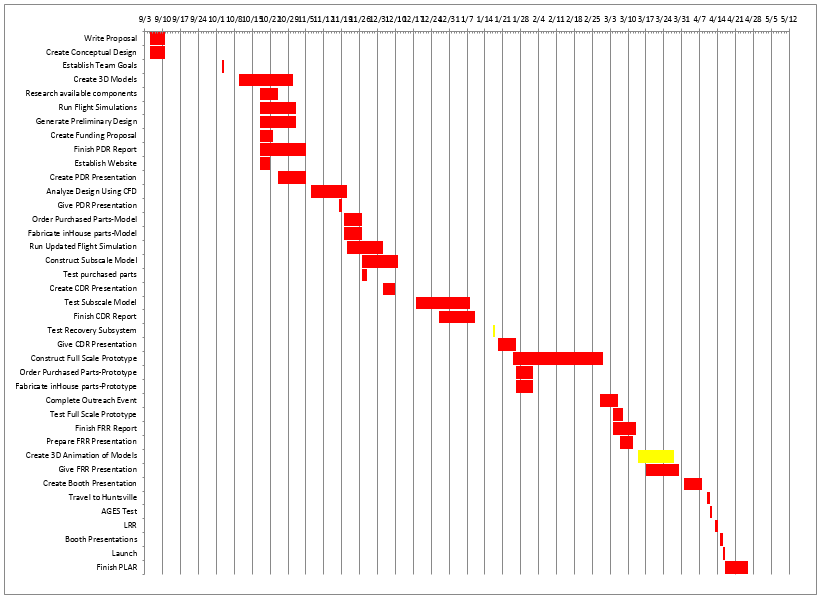 9/3 9/10 9/17 9/24 10/1 10/8 10/15 10/22 10/29 11/5 11/12 11/19 11/26 12/3 12/10 12/17 12/24 12/31 1/7 1/14 1/21 1/28 2/4 2/11 2/18 2/25 3/3 3/10 3/17 3/24 3/31 4/7 4/14 4/21 4/28 5/5 5/12
Write Proposal
Create Conceptual Design
Establish Team Goals
Create 3D Models
Research available components
Run Flight Simulations
Generate Preliminary Design
Create Funding Proposal
Finish PDR Report
Establish Website
Create PDR Presentation
Analyze Design Using CFD
Give PDR Presentation
Order Purchased Parts-Model
Fabricate inHouse parts-Model
Run Updated Flight Simulation
Construct Subscale Model
Test purchased parts
Create CDR Presentation
Test Subscale Model
Finish CDR Report
Test Recovery Subsystem
Give CDR Presentation
Construct Full Scale Prototype
Order Purchased Parts-Prototype
Fabricate inHouse parts-Prototype
Complete Outreach Event
Test Full Scale Prototype
Finish FRR Report
Prepare FRR Presentation
Create 3D Animation of Models
Give FRR Presentation
Create Booth Presentation
Travel to Huntsville
AGES Test
LRR
Booth Presentations
Launch
Finish PLAR